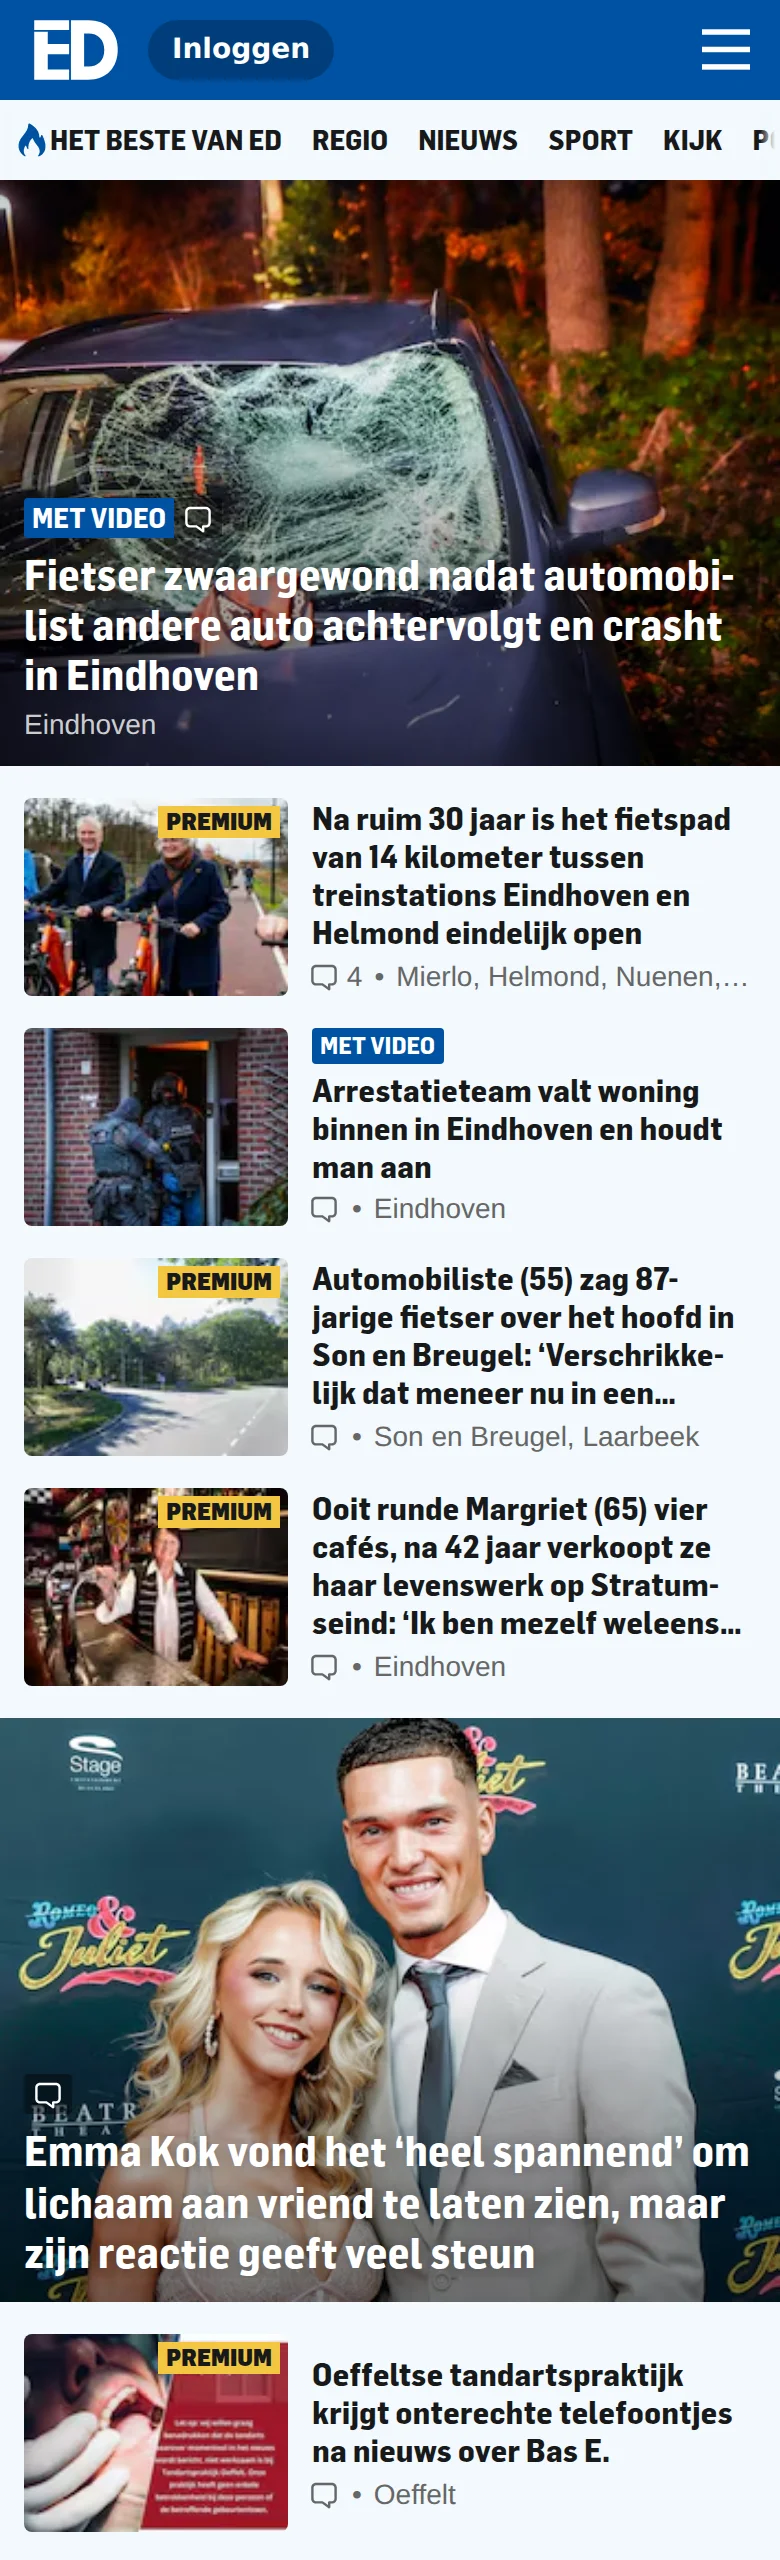 ED
Inloggen
HET BESTE VAN ED
REGIO
NIEUWS
SPORT
KIJK
MET VIDEO
Fietser zwaargewond nadat automobi-
list andere auto achtervolgt en crasht
in Eindhoven
Eindhoven
PREMIUM
Na ruim 30 jaar is het fietspad
van 14 kilometer tussen
treinstations Eindhoven en
Helmond eindelijk open
4 • Mierlo, Helmond, Nuenen,…
MET VIDEO
Arrestatieteam valt woning
binnen in Eindhoven en houdt
man aan
• Eindhoven
PREMIUM
Automobiliste (55) zag 87-
jarige fietser over het hoofd in
Son en Breugel: ‘Verschrikke-
lijk dat meneer nu in een…
• Son en Breugel, Laarbeek
PREMIUM
Ooit runde Margriet (65) vier
cafés, na 42 jaar verkoopt ze
haar levenswerk op Stratum-
seind: ‘Ik ben mezelf weleens…
• Eindhoven
Stage
Romeo
&
Juliet
BEATR
Emma Kok vond het ‘heel spannend’ om
lichaam aan vriend te laten zien, maar
zijn reactie geeft veel steun
PREMIUM
Oeffeltse tandartspraktijk
krijgt onterechte telefoontjes
na nieuws over Bas E.
• Oeffelt